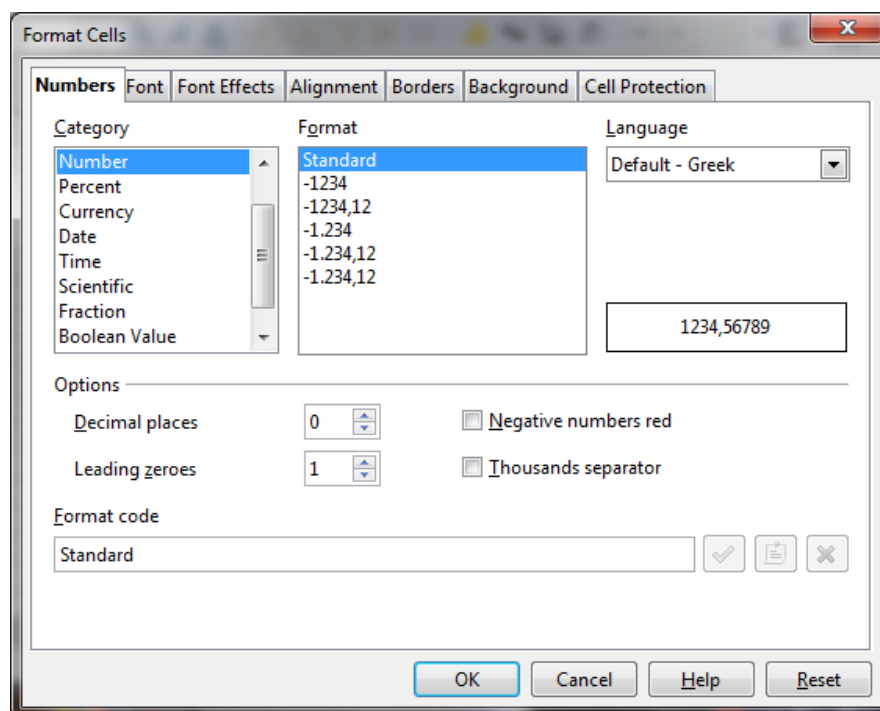 Format Cells
Numbers Font Font Effects Alignment Borders Background Cell Protection
Category
Number
Percent
Currency
Date
Time
Scientific
Fraction
Boolean Value
Format
Standard
-1234
-1234,12
-1.234
-1.234,12
-1.234,12
Language
Default - Greek
1234,56789
Options
Decimal places 0 Negative numbers red
Leading zeroes 1 Thousands separator
Format code
Standard
OK Cancel Help Reset